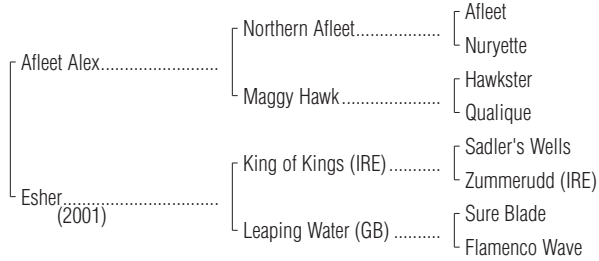 Afleet
Northern Afleet...................
Nuryette
Afleet Alex..........................
Hawkster
Maggy Hawk......................
Qualique
Sadler's Wells
King of Kings (IRE)...........
Zummerudd (IRE)
Esher..................................
(2001)
Sure Blade
Leaping Water (GB) ..........
Flamenco Wave